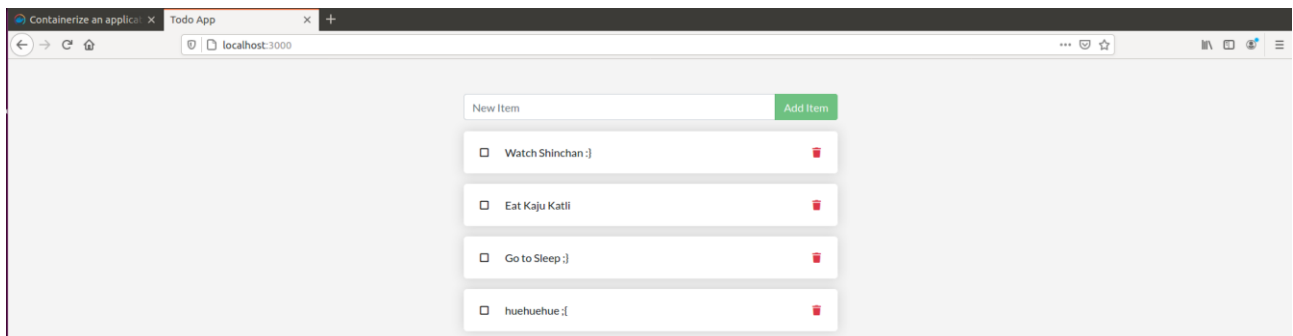 Containerize an applicat
Todo App
localhost:3000
New Item
Add Item
Watch Shinchan :]
Eat Kaju Katli
Go to Sleep ;]
huehuehue ;[